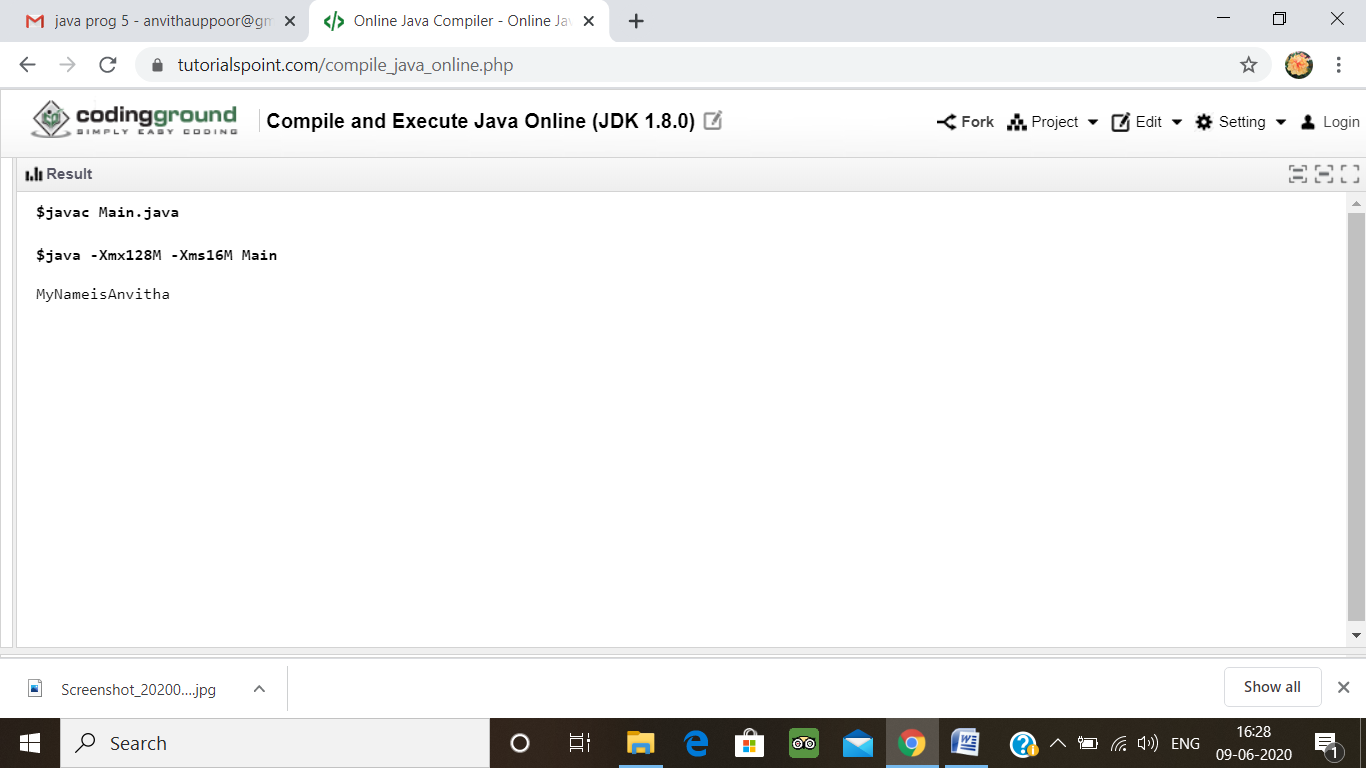 java prog 5 - anvithauppoor@gm
Online Java Compiler - Online Jav
tutorialspoint.com/compile_java_online.php
codingground
SIMPLY EASY CODING
Compile and Execute Java Online (JDK 1.8.0)
Fork Project Edit Setting Login
Result
$javac Main.java
$java -Xmx128M -Xms16M Main
MyNameisAnvitha
Screenshot_20200....jpg
Show all
Search
ENG
16:28
09-06-2020
1